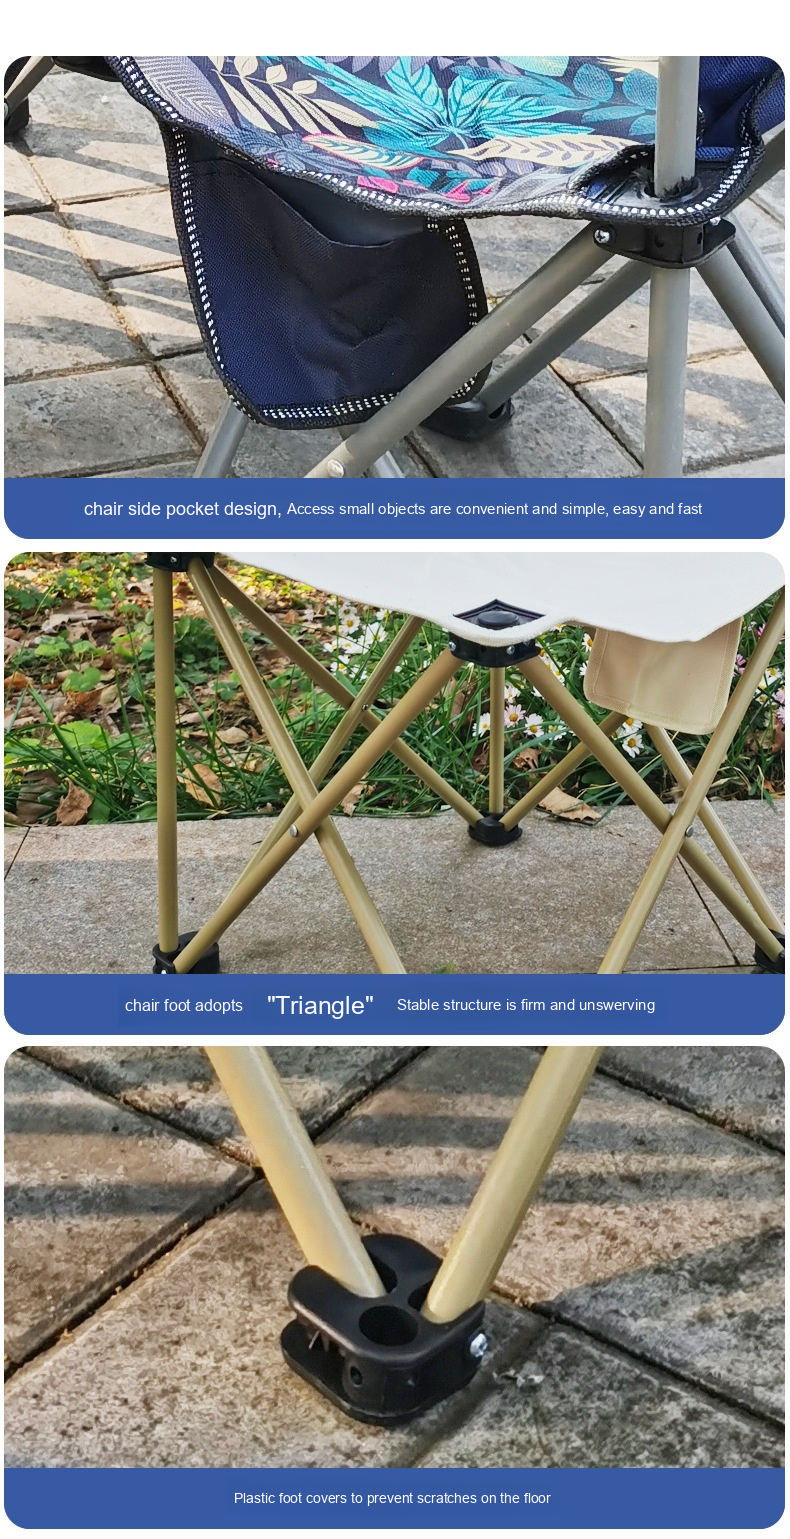 chair side pocket design, Access small objects are convenient and simple, easy and fast
chair foot adopts "Triangle" Stable structure is firm and unswerving
Plastic foot covers to prevent scratches on the floor